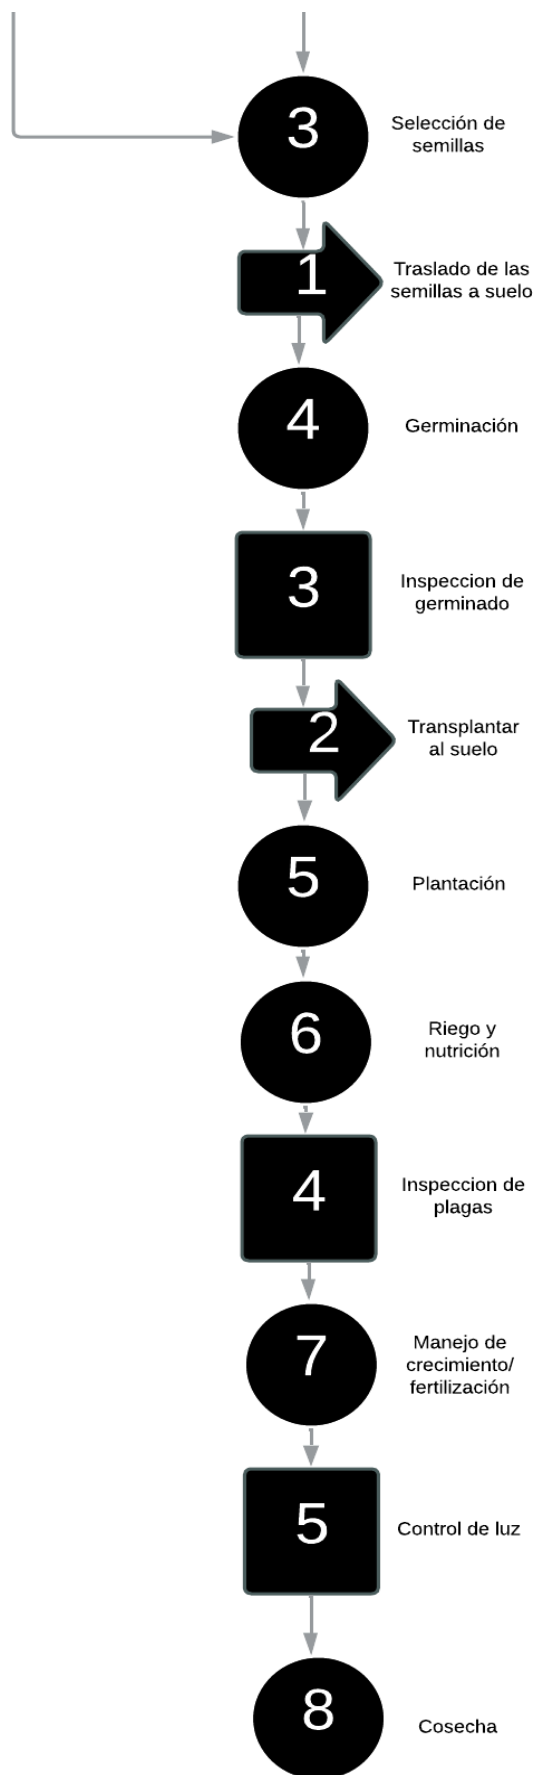 3
Selección de
semillas
1
Traslado de las
semillas a suelo
4
Germinación
3
Inspeccion de
germinado
2
Transplantar
al suelo
5
Plantación
6
Riego y
nutrición
4
Inspeccion de
plagas
7
Manejo de
crecimiento/
fertilización
5
Control de luz
8
Cosecha